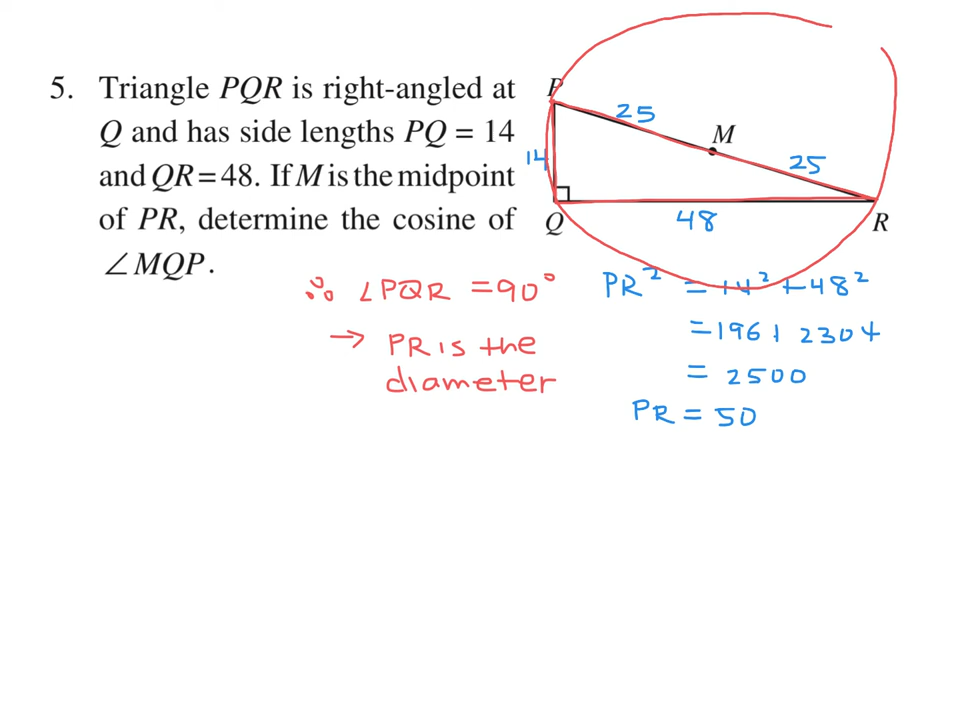 5. Triangle PQR is right-angled at
Q and has side lengths PQ = 14
and QR = 48. If M is the midpoint
of PR, determine the cosine of
∠MQP.
P
25
M
14
25
Q
48
R
∴ ∠PQR = 90°
→ PR is the
diameter
PR² = 14² + 48²
= 196 + 2304
= 2500
PR = 50